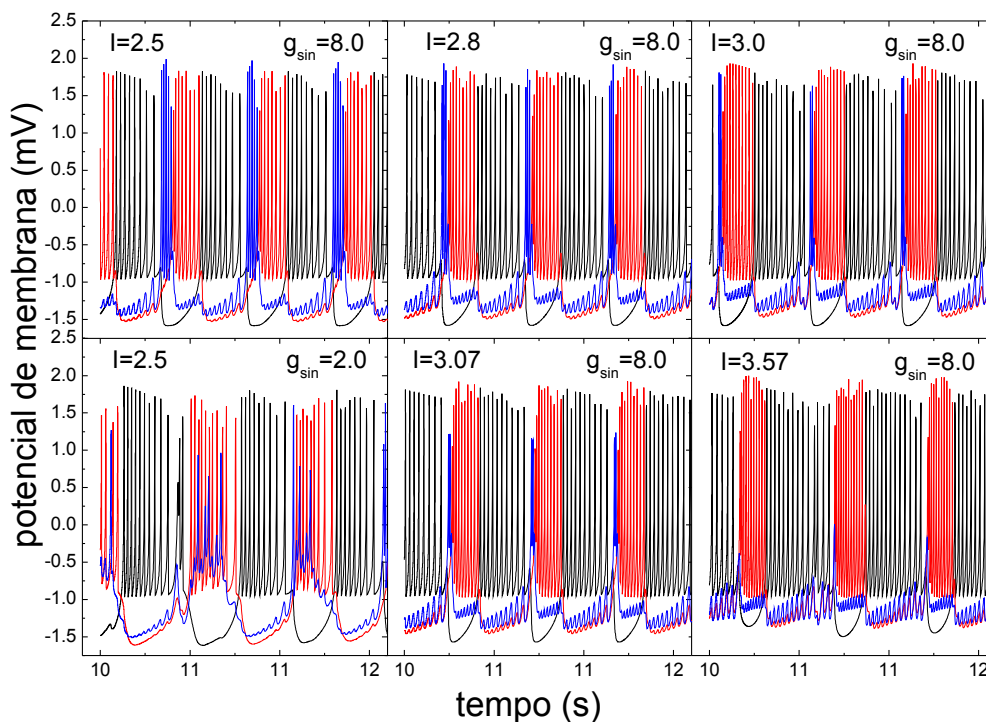 potencial de membrana (mV)
2.5
2.0
1.5
1.0
0.5
0.0
-0.5
-1.0
-1.5
I=2.5 g_sin=8.0
I=2.8 g_sin=8.0
I=3.0 g_sin=8.0
2.5
2.0
1.5
1.0
0.5
0.0
-0.5
-1.0
-1.5
I=2.5 g_sin=2.0
I=3.07 g_sin=8.0
I=3.57 g_sin=8.0
10 11 11 12
10 11 11 12
10 11 11 12
tempo (s)